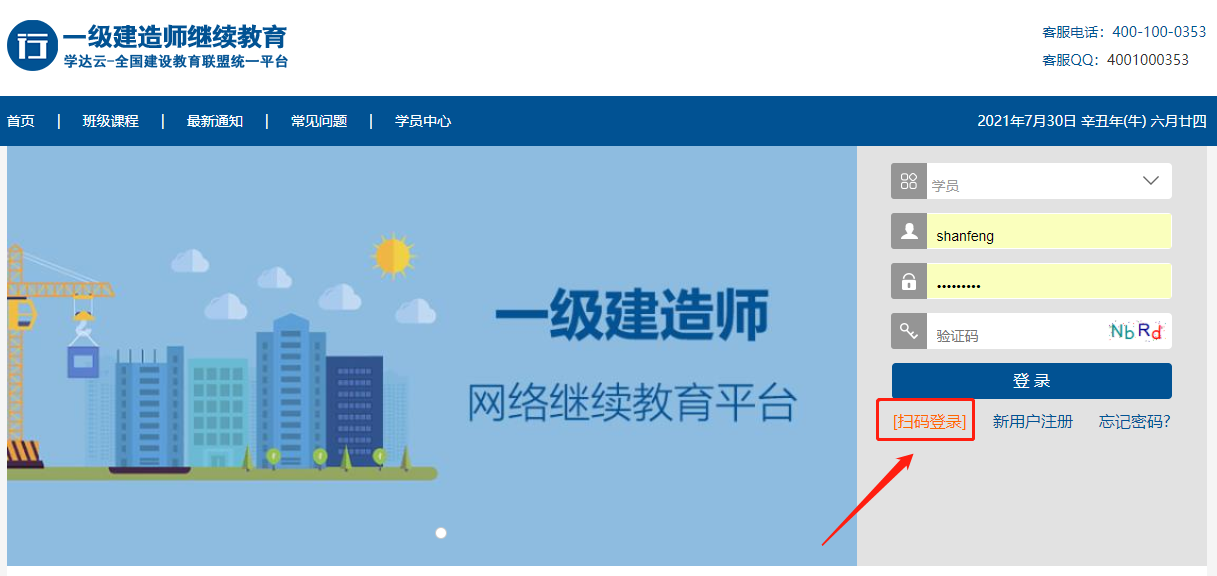 行 一级建造师继续教育
学达云-全国建设教育联盟统一平台
客服电话：400-100-0353
客服QQ：4001000353
首页 | 班级课程 | 最新通知 | 常见问题 | 学员中心
2021年7月30日 辛丑年(牛) 六月廿四
一级建造师
网络继续教育平台
学员
shanfeng
•••••••••
验证码 NbRd
登 录
[扫码登录] 新用户注册 忘记密码?